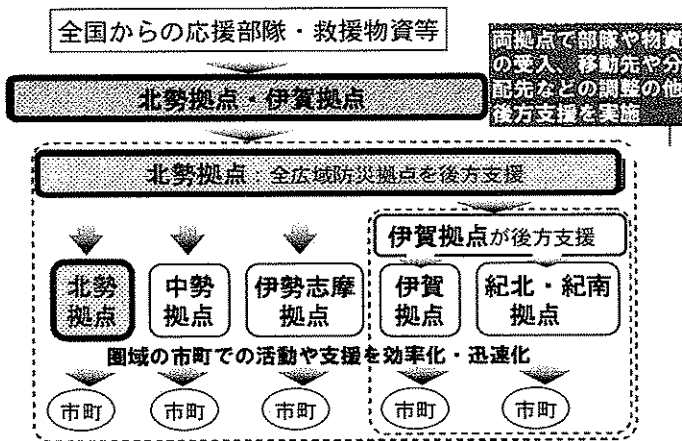 全国からの応援部隊・救援物資等
両拠点で部隊や物資
の受入、移動先や分
配先などの調整の他
後方支援を実施
北勢拠点・伊賀拠点
北勢拠点：全広域防災拠点を後方支援
伊賀拠点が後方支援
北勢
拠点
中勢
拠点
伊勢志摩
拠点
伊賀
拠点
紀北・紀南
拠点
圏域の市町での活動や支援を効率化・迅速化
市町
市町
市町
市町
市町